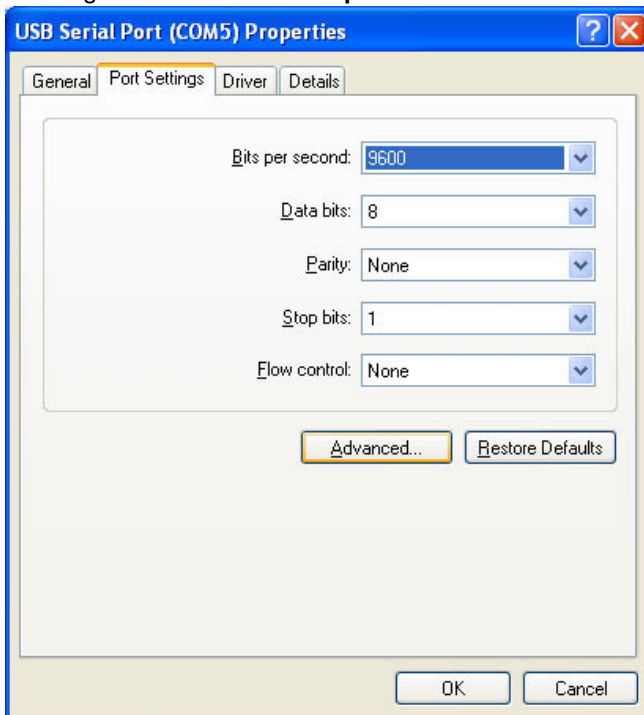 USB Serial Port (COM5) Properties
General Port Settings Driver Details
Bits per second: 9600
Data bits: 8
Parity: None
Stop bits: 1
Flow control: None
Advanced... Restore Defaults
OK Cancel